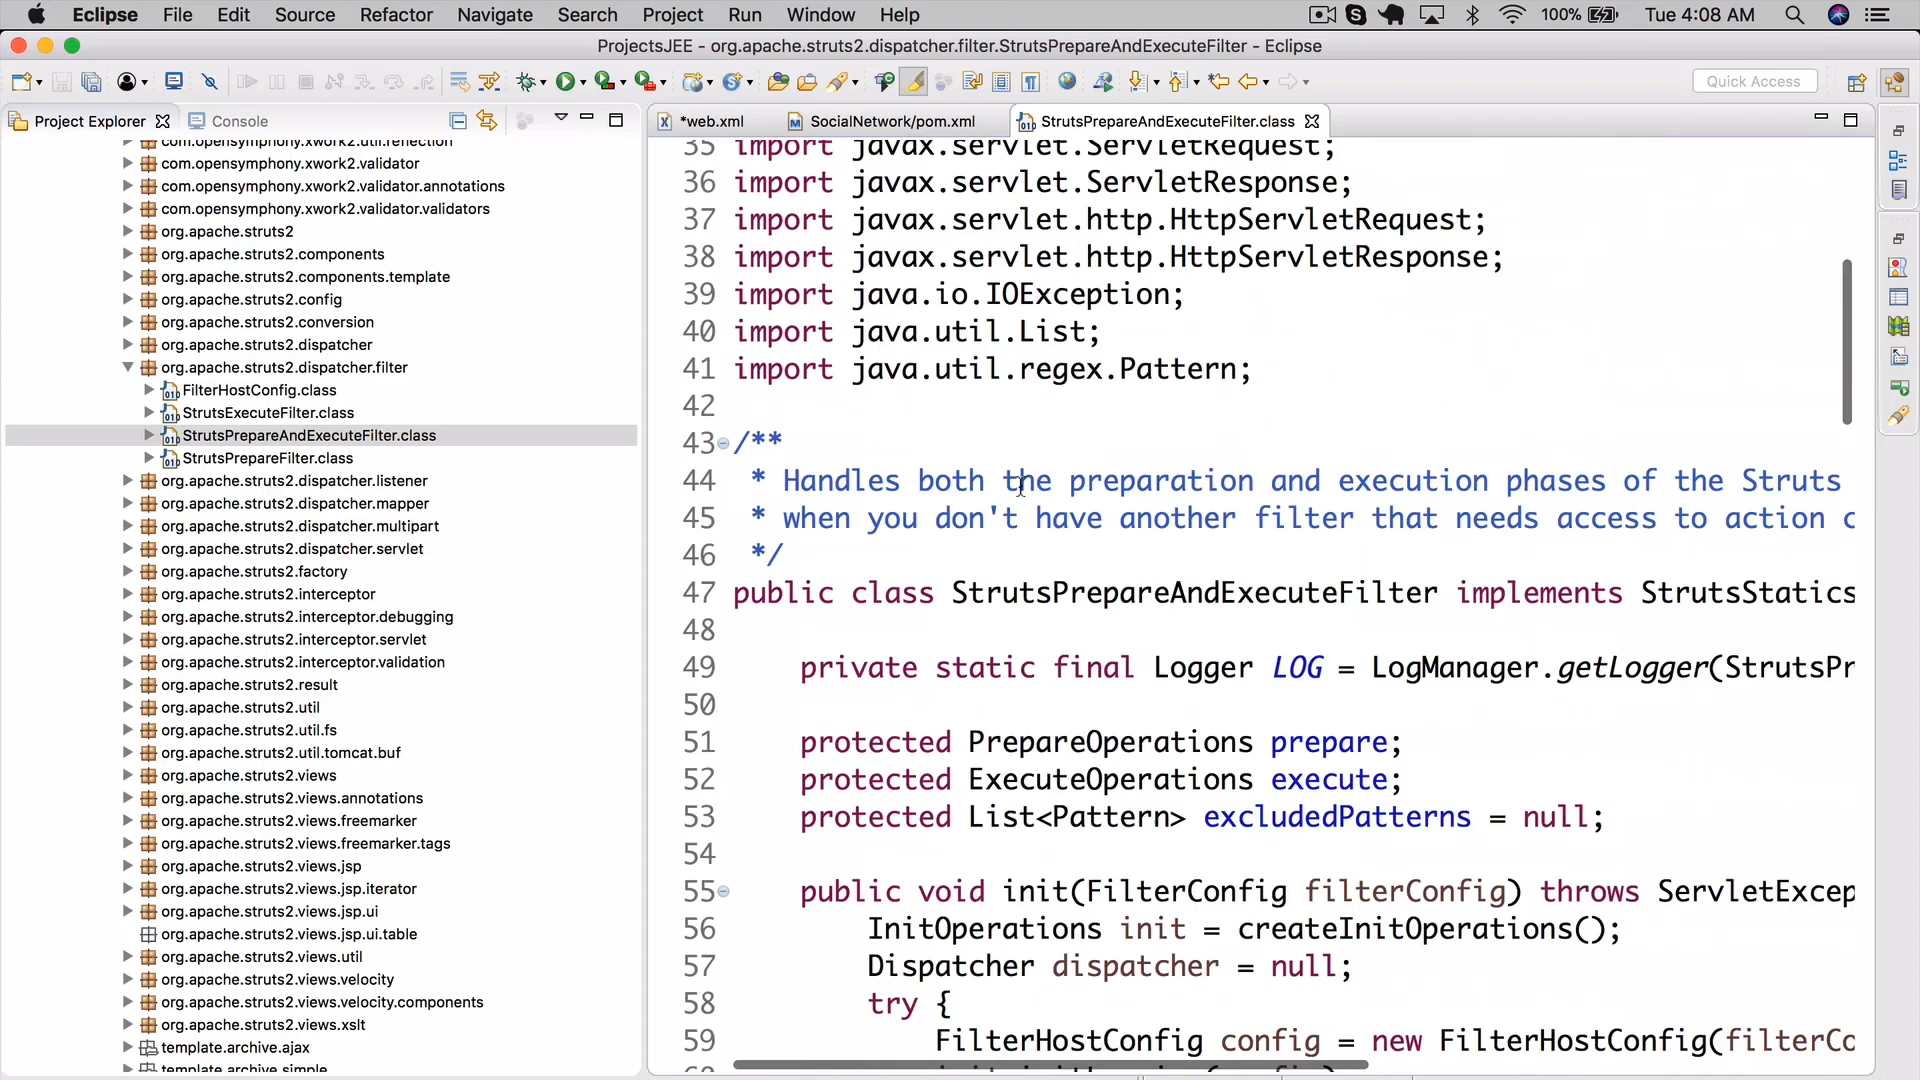 Eclipse File Edit Source Refactor Navigate Search Project Run Window Help 100% Tue 4:08 AM
ProjectsJEE - org.apache.struts2.dispatcher.filter.StrutsPrepareAndExecuteFilter - Eclipse
Quick Access
Project Explorer Console
*web.xml SocialNetwork/pom.xml StrutsPrepareAndExecuteFilter.class
com.opensymphony.xwork2.util.reflection
com.opensymphony.xwork2.validator
com.opensymphony.xwork2.validator.annotations
com.opensymphony.xwork2.validator.validators
org.apache.struts2
org.apache.struts2.components
org.apache.struts2.components.template
org.apache.struts2.config
org.apache.struts2.conversion
org.apache.struts2.dispatcher
org.apache.struts2.dispatcher.filter
FilterHostConfig.class
StrutsExecuteFilter.class
StrutsPrepareAndExecuteFilter.class
StrutsPrepareFilter.class
org.apache.struts2.dispatcher.listener
org.apache.struts2.dispatcher.mapper
org.apache.struts2.dispatcher.multipart
org.apache.struts2.dispatcher.servlet
org.apache.struts2.factory
org.apache.struts2.interceptor
org.apache.struts2.interceptor.debugging
org.apache.struts2.interceptor.servlet
org.apache.struts2.interceptor.validation
org.apache.struts2.result
org.apache.struts2.util
org.apache.struts2.util.fs
org.apache.struts2.util.tomcat.buf
org.apache.struts2.views
org.apache.struts2.views.annotations
org.apache.struts2.views.freemarker
org.apache.struts2.views.freemarker.tags
org.apache.struts2.views.jsp
org.apache.struts2.views.jsp.iterator
org.apache.struts2.views.jsp.ui
org.apache.struts2.views.jsp.ui.table
org.apache.struts2.views.util
org.apache.struts2.views.velocity
org.apache.struts2.views.velocity.components
org.apache.struts2.views.xslt
template.archive.ajax
template.archive.simple
35 import javax.servlet.ServletRequest;
36 import javax.servlet.ServletResponse;
37 import javax.servlet.http.HttpServletRequest;
38 import javax.servlet.http.HttpServletResponse;
39 import java.io.IOException;
40 import java.util.List;
41 import java.util.regex.Pattern;
42
43 /**
44 * Handles both the preparation and execution phases of the Struts
45 * when you don't have another filter that needs access to action c
46 */
47 public class StrutsPrepareAndExecuteFilter implements StrutsStatics
48
49 private static final Logger LOG = LogManager.getLogger(StrutsPr
50
51 protected PrepareOperations prepare;
52 protected ExecuteOperations execute;
53 protected List<Pattern> excludedPatterns = null;
54
55 public void init(FilterConfig filterConfig) throws ServletExcep
56 InitOperations init = createInitOperations();
57 Dispatcher dispatcher = null;
58 try {
59 FilterHostConfig config = new FilterHostConfig(filterCo